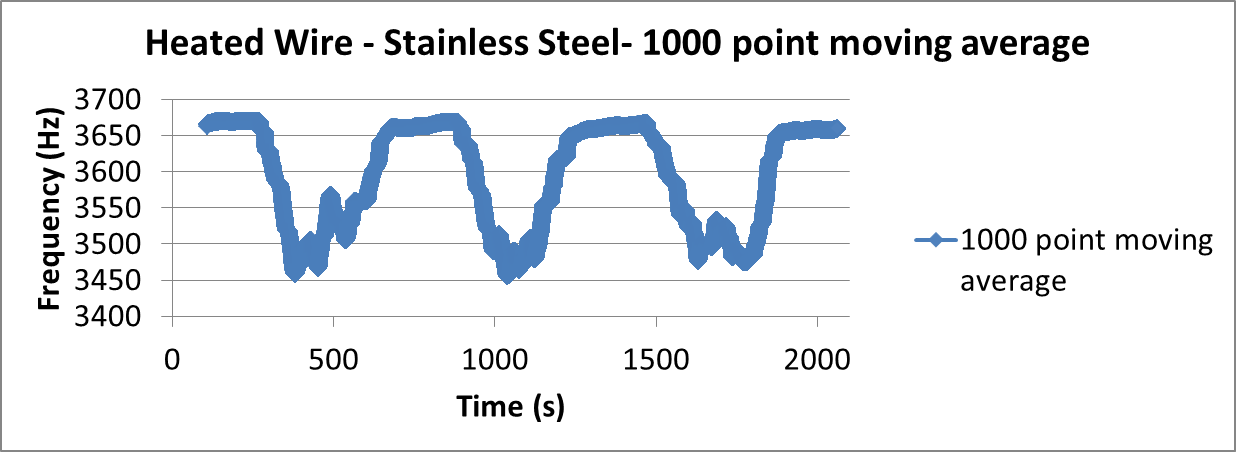 Heated Wire - Stainless Steel- 1000 point moving average
Frequency (Hz)
3700
3650
3600
3550
3500
3450
3400
0 500 1000 1500 2000
Time (s)
1000 point moving
average